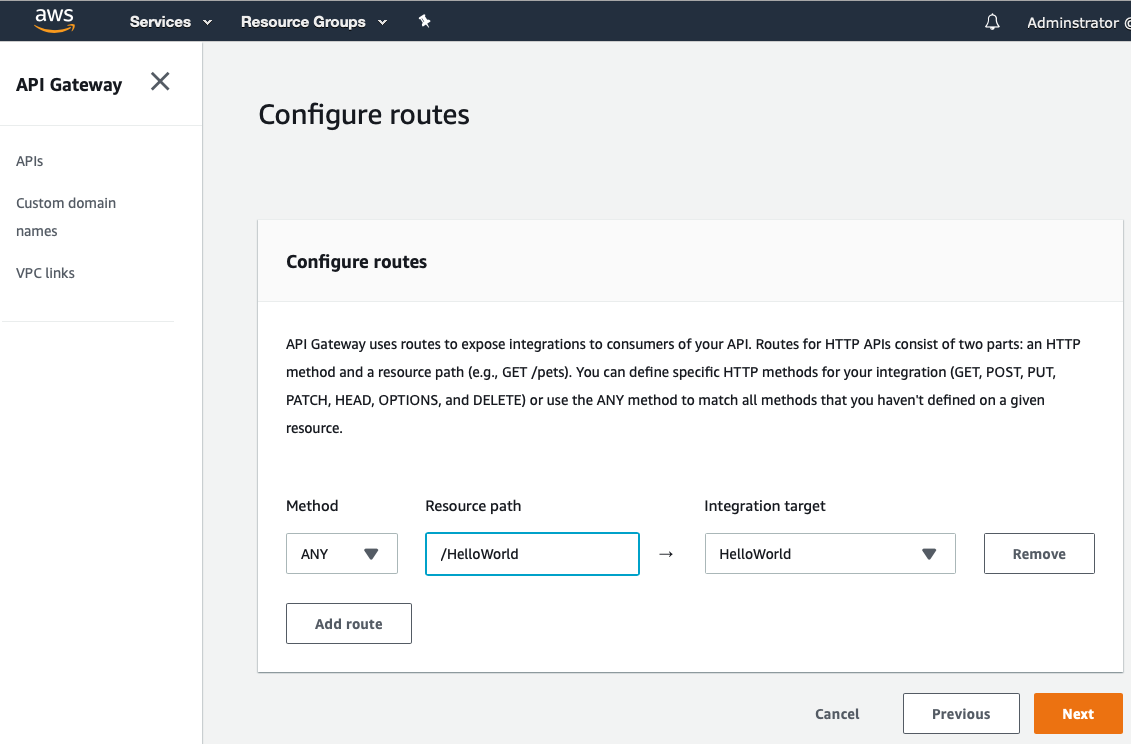 aws Services Resource Groups Adminstrator @
API Gateway
APIs
Custom domain
names
VPC links
Configure routes
Configure routes
API Gateway uses routes to expose integrations to consumers of your API. Routes for HTTP APIs consist of two parts: an HTTP
method and a resource path (e.g., GET /pets). You can define specific HTTP methods for your integration (GET, POST, PUT,
PATCH, HEAD, OPTIONS, and DELETE) or use the ANY method to match all methods that you haven't defined on a given
resource.
Method Resource path Integration target
ANY /HelloWorld → HelloWorld Remove
Add route
Cancel Previous Next